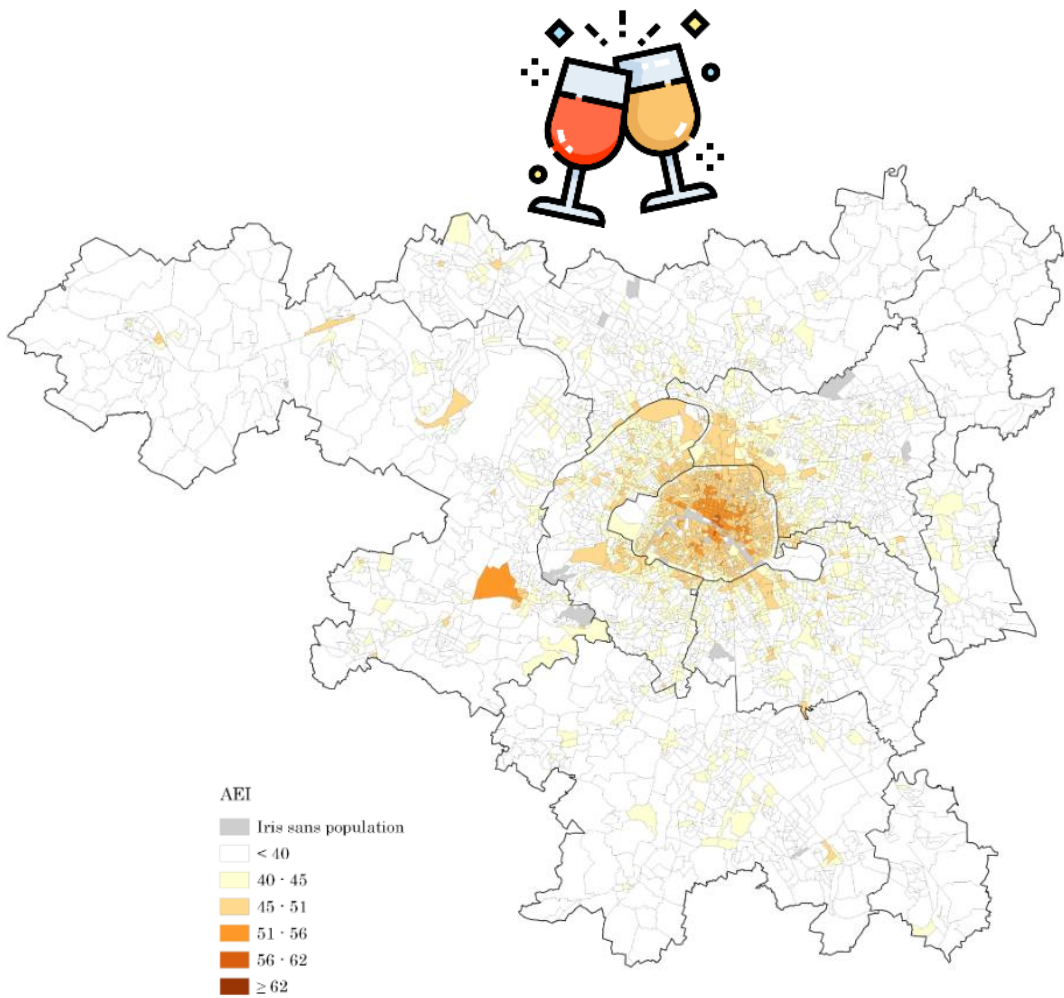 AEI
Iris sans population
< 40
40 - 45
45 - 51
51 - 56
56 - 62
≥ 62